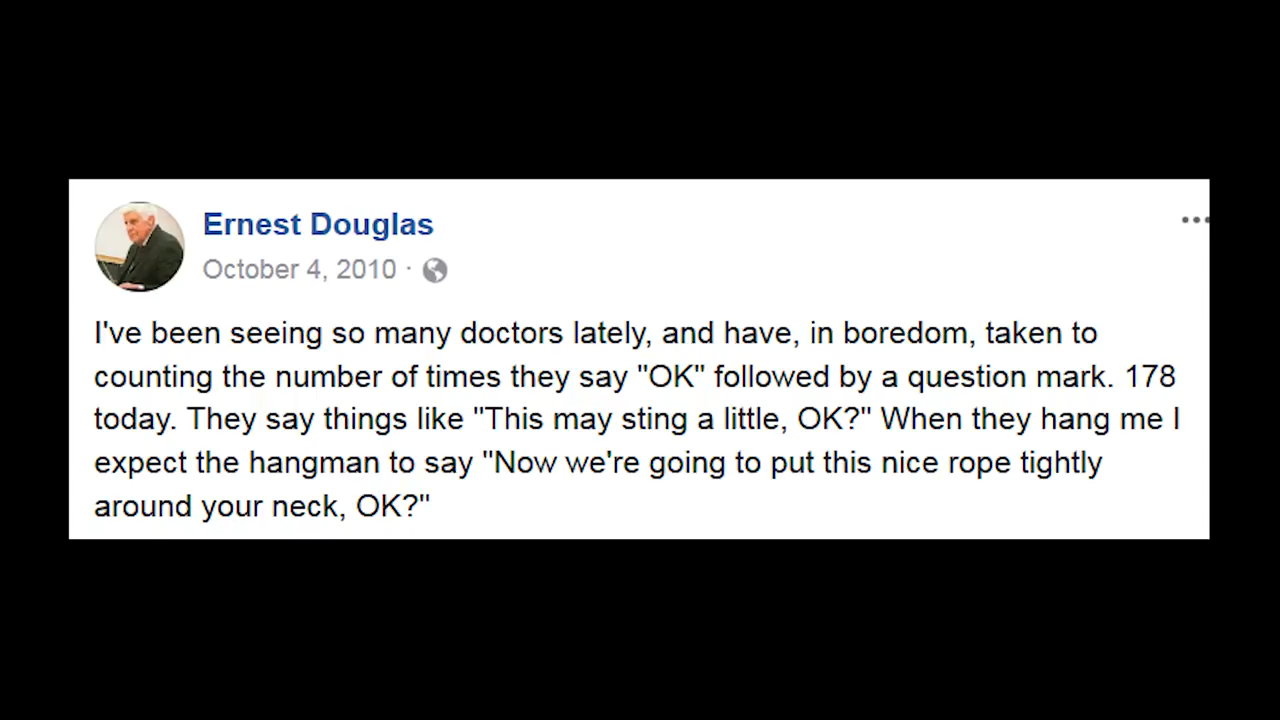 Ernest Douglas
October 4, 2010 ·
I've been seeing so many doctors lately, and have, in boredom, taken to
counting the number of times they say "OK" followed by a question mark. 178
today. They say things like "This may sting a little, OK?" When they hang me I
expect the hangman to say "Now we're going to put this nice rope tightly
around your neck, OK?"